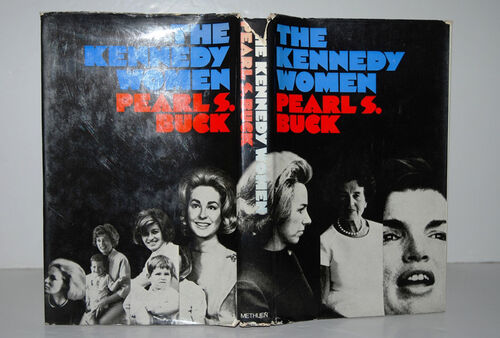 THE
KENNEDY
WOMEN
PEARL S.
BUCK
PEARL S. BUCK
THE KENNEDY WOMEN
METHUEN
THE
KENNEDY
WOMEN
PEARL S.
BUCK